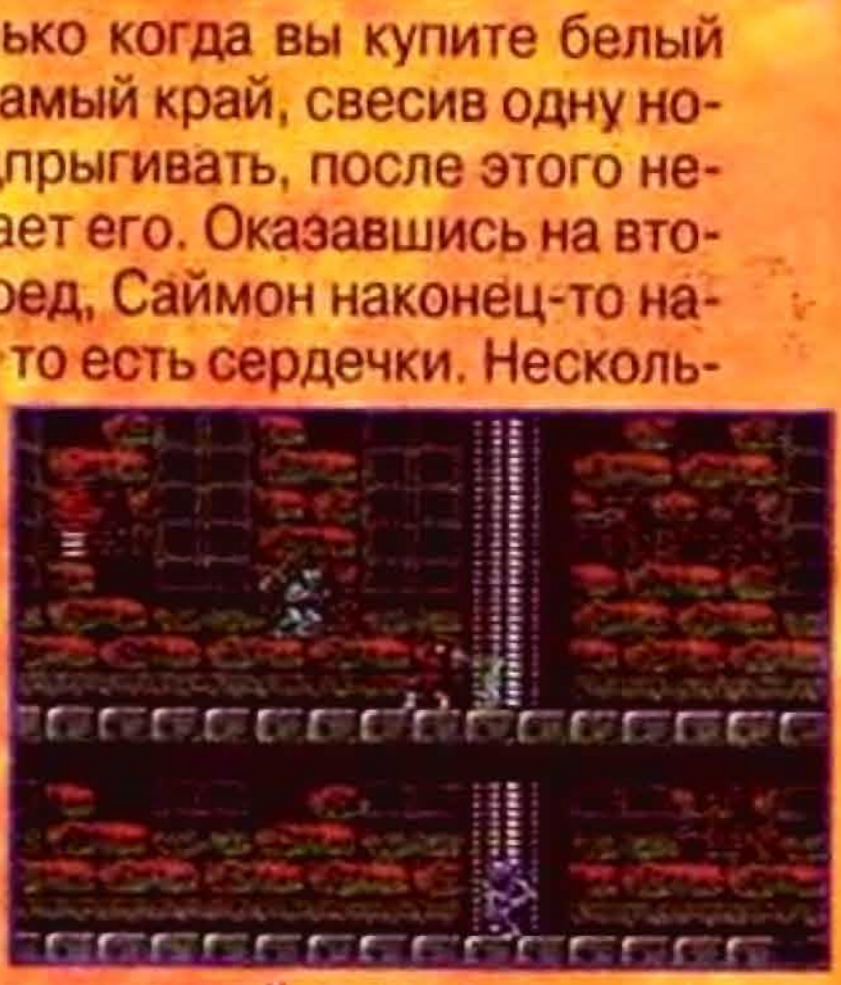 ько когда вы купите белый
амый край, свесив одну но-
прыгивать, после этого не-
ает его. Оказавшись на вто-
ред, Саймон наконец-то на-
то есть сердечки. Несколь-